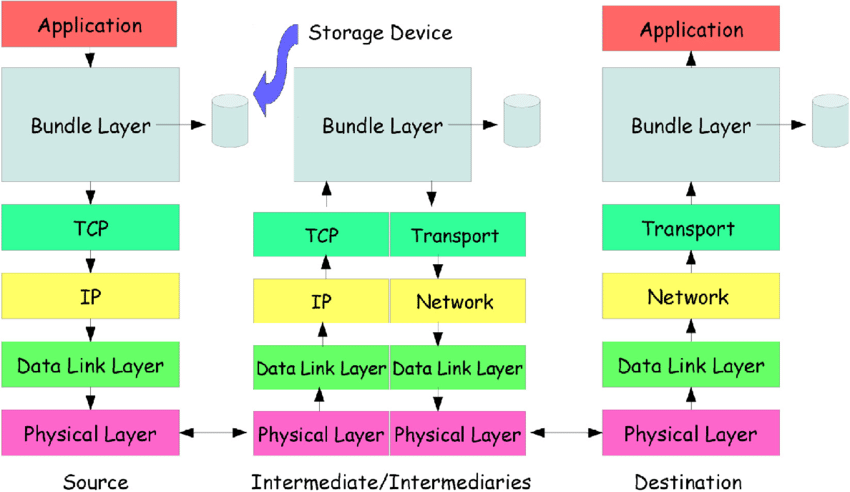 Application
Storage Device
Application
Bundle Layer
Bundle Layer
Bundle Layer
TCP
TCP
Transport
Transport
IP
IP
Network
Network
Data Link Layer
Data Link Layer
Data Link Layer
Data Link Layer
Physical Layer
Physical Layer
Physical Layer
Physical Layer
Source
Intermediate/Intermediaries
Destination